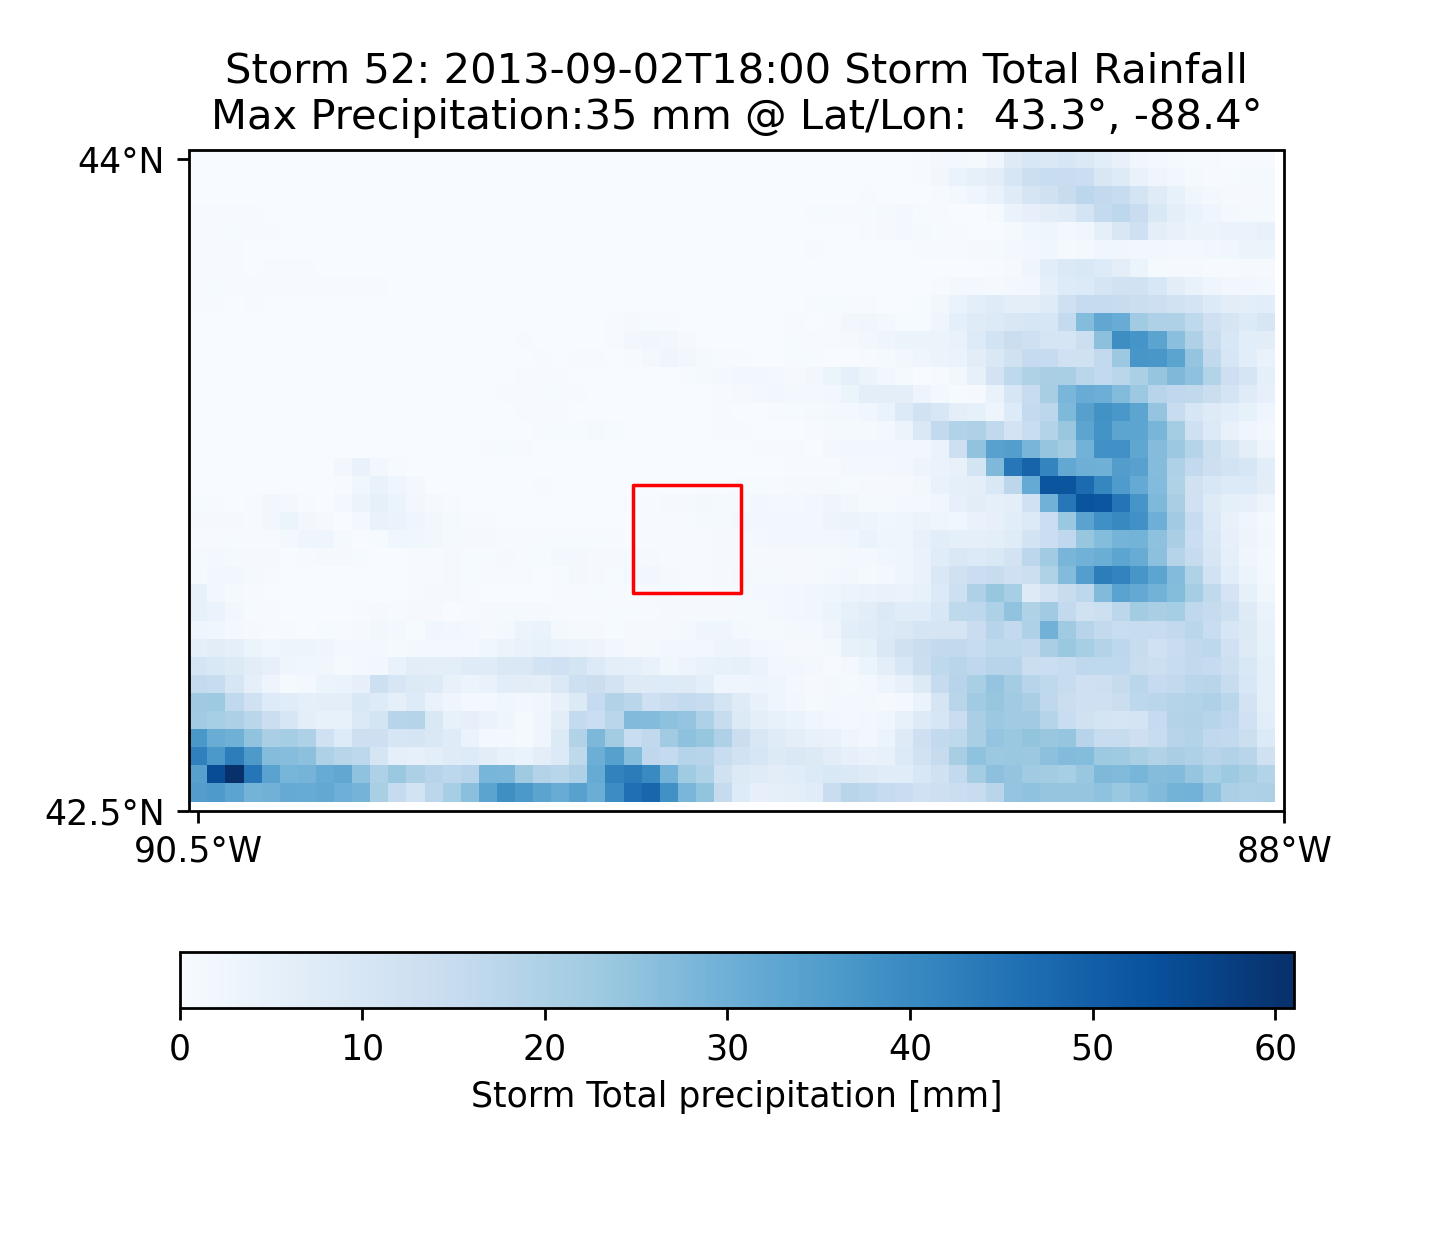 Storm 52: 2013-09-02T18:00 Storm Total Rainfall
Max Precipitation:35 mm @ Lat/Lon:  43.3°, -88.4°
44°N
42.5°N
90.5°W 88°W
0 10 20 30 40 50 60
Storm Total precipitation [mm]